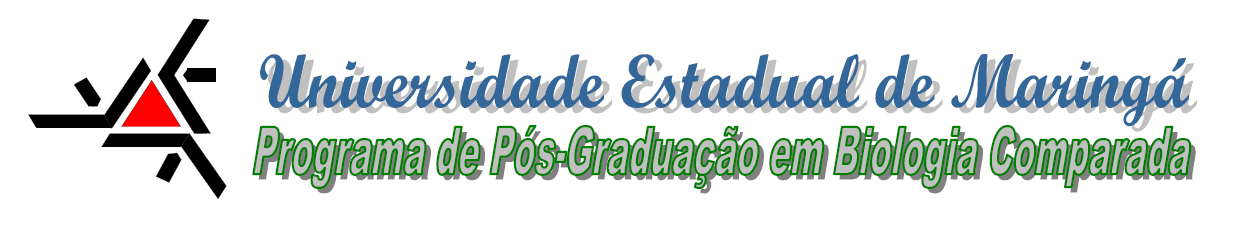 Universidade Estadual de Maringá
Programa de Pós-Graduação em Biologia Comparada